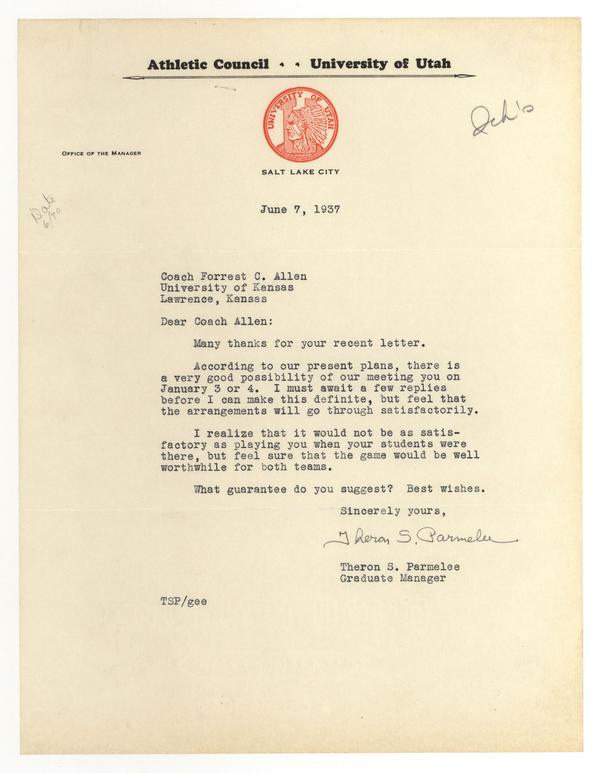 Athletic Council · · University of Utah
UNIVERSITY OF UTAH
OFFICE OF THE MANAGER
SALT LAKE CITY
Date
6/30
June 7, 1937
Coach Forrest C. Allen
University of Kansas
Lawrence, Kansas
Dear Coach Allen:
Many thanks for your recent letter.
According to our present plans, there is
a very good possibility of our meeting you on
January 3 or 4. I must await a few replies
before I can make this definite, but feel that
the arrangements will go through satisfactorily.
I realize that it would not be as satis-
factory as playing you when your students were
there, but feel sure that the game would be well
worthwhile for both teams.
What guarantee do you suggest? Best wishes.
Sincerely yours,
Theron S. Parmelee
Theron S. Parmelee
Graduate Manager
TSP/gee